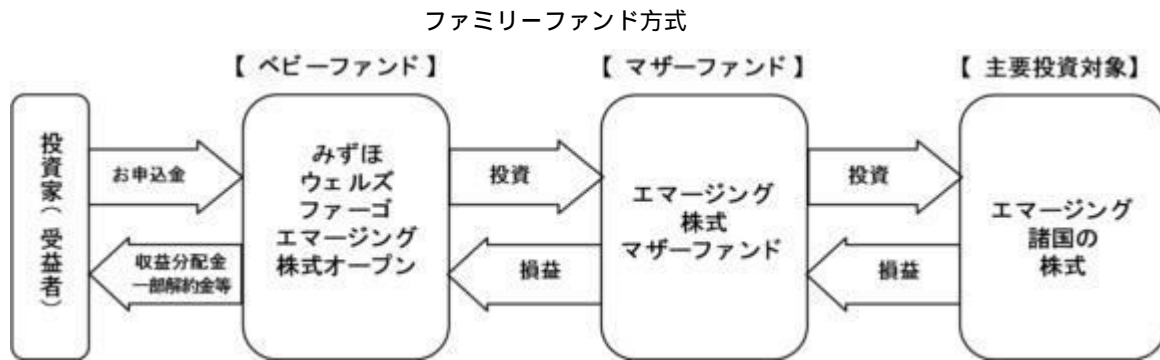 ファミリーファンド方式
【 ベビーファンド 】
【 マザーファンド 】
【 主要投資対象】
投資家(受益者)
お申込金
収益分配金
一部解約金等
みずほ
ウェルズ
ファーゴ
エマージング
株式オープン
投資
損益
エマージング
株式
マザーファンド
投資
損益
エマージング
諸国の
株式